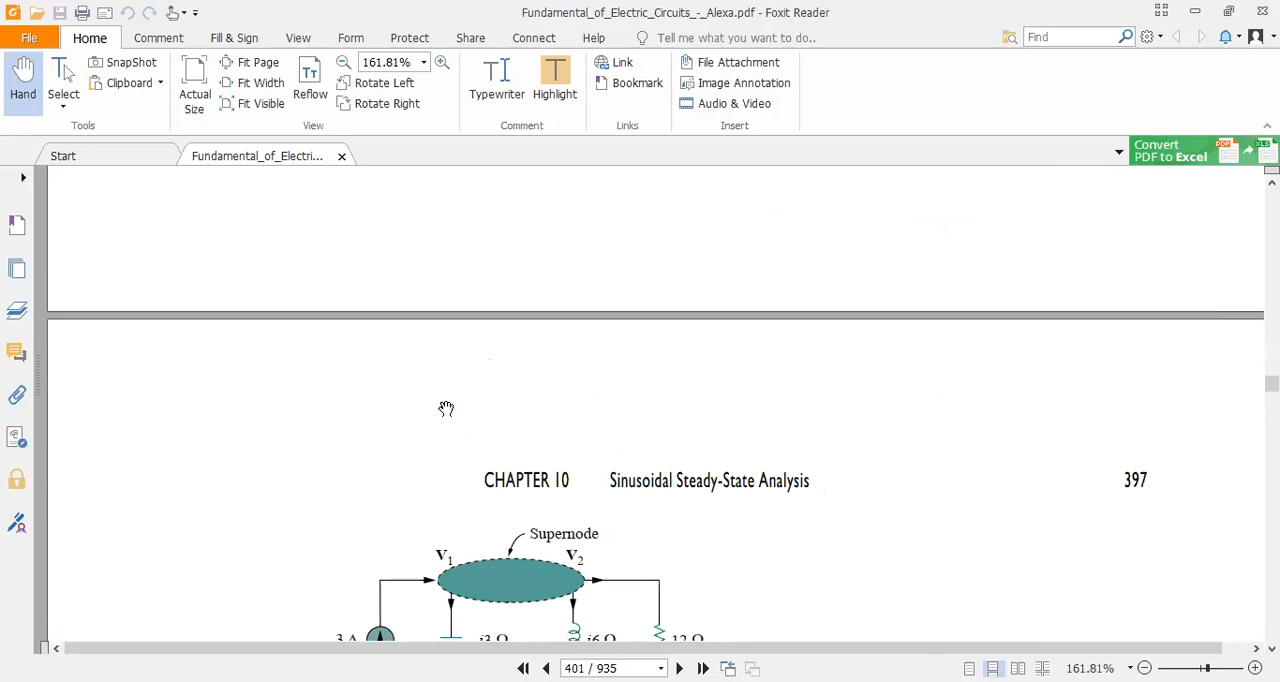 Fundamental_of_Electric_Circuits_-_Alexa.pdf - Foxit Reader
File Home Comment Fill & Sign View Form Protect Share Connect Help Tell me what you want to do.. Find
Hand
Select
SnapShot
Clipboard
Tools
Actual Size
Fit Page
Fit Width
Fit Visible
Reflow
Rotate Left
Rotate Right
View
161.81%
Typewriter
Highlight
Comment
Link
Bookmark
Links
File Attachment
Image Annotation
Audio & Video
Insert
Start
Fundamental_of_Electri...
Convert
PDF to Excel
CHAPTER 10 Sinusoidal Steady-State Analysis 397
Supernode
V1 V2
3 A j3 Ω j6 Ω 12 Ω
401 / 935
161.81%